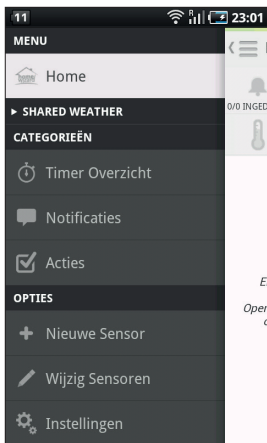 11
R
23:01
MENU
Home
SHARED WEATHER
CATEGORIEËN
Timer Overzicht
Notificaties
Acties
OPTIES
Nieuwe Sensor
Wijzig Sensoren
Instellingen
0/0 INGED
Oper